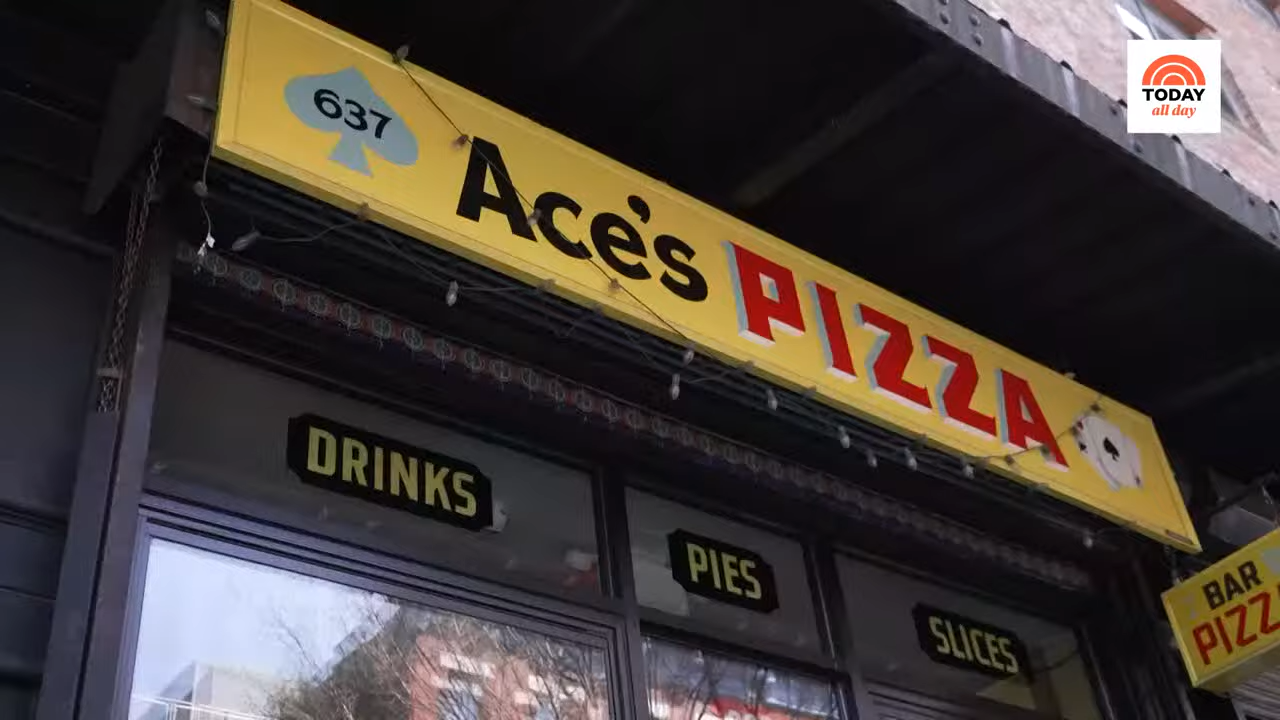 637
Ace's PIZZA
DRINKS
PIES
SLICES
BAR
PIZZ
TODAY
all day